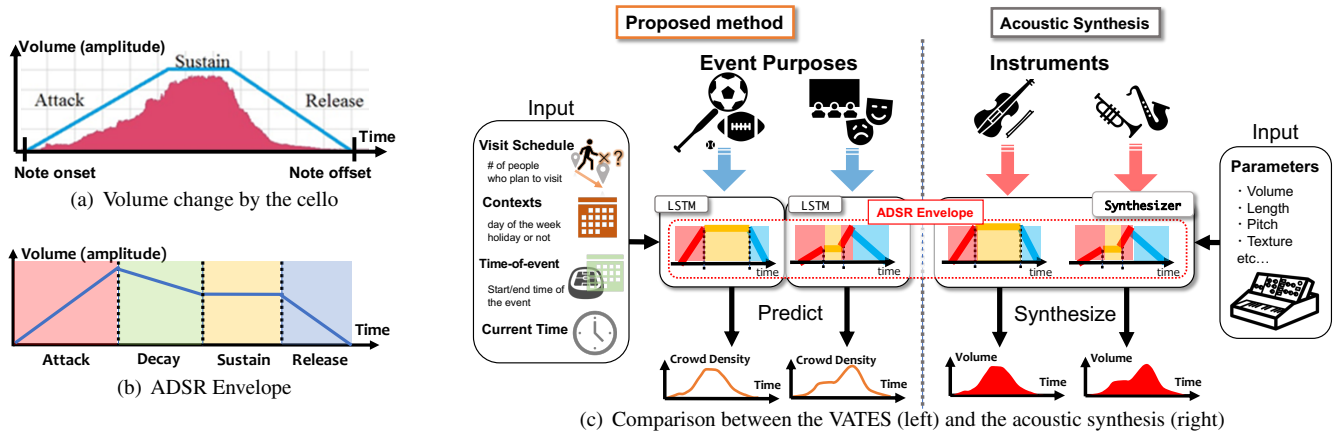 Volume (amplitude)
Sustain
Attack
Release
Time
Note onset
Note offset
(a) Volume change by the cello
Volume (amplitude)
Time
Attack
Decay
Sustain
Release
(b) ADSR Envelope
Proposed method
Acoustic Synthesis
Event Purposes
Instruments
Input
Visit Schedule
# of people
who plan to visit
×?
Contexts
day of the week
holiday or not
Time-of-event
Start/end time of
the event
Current Time
LSTM
LSTM
ADSR Envelope
Synthesizer
time
time
time
time
Predict
Synthesize
Crowd Density
Time
Crowd Density
Time
Volume
Time
Volume
Time
Input
Parameters
・Volume
・Length
・Pitch
・Texture
etc…
(c) Comparison between the VATES (left) and the acoustic synthesis (right)